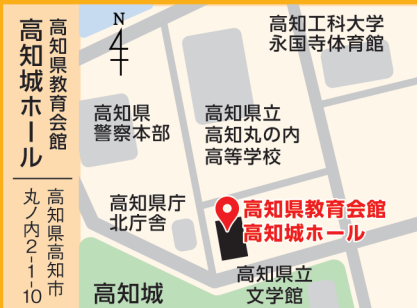 高知県教育会館
高知城ホール
高知県高知市
丸ノ内2-1-10
N
高知工科大学
永国寺体育館
高知県
警察本部
高知県立
高知丸の内
高等学校
高知県庁
北庁舎
高知県教育会館
高知城ホール
高知城
高知県立
文学館